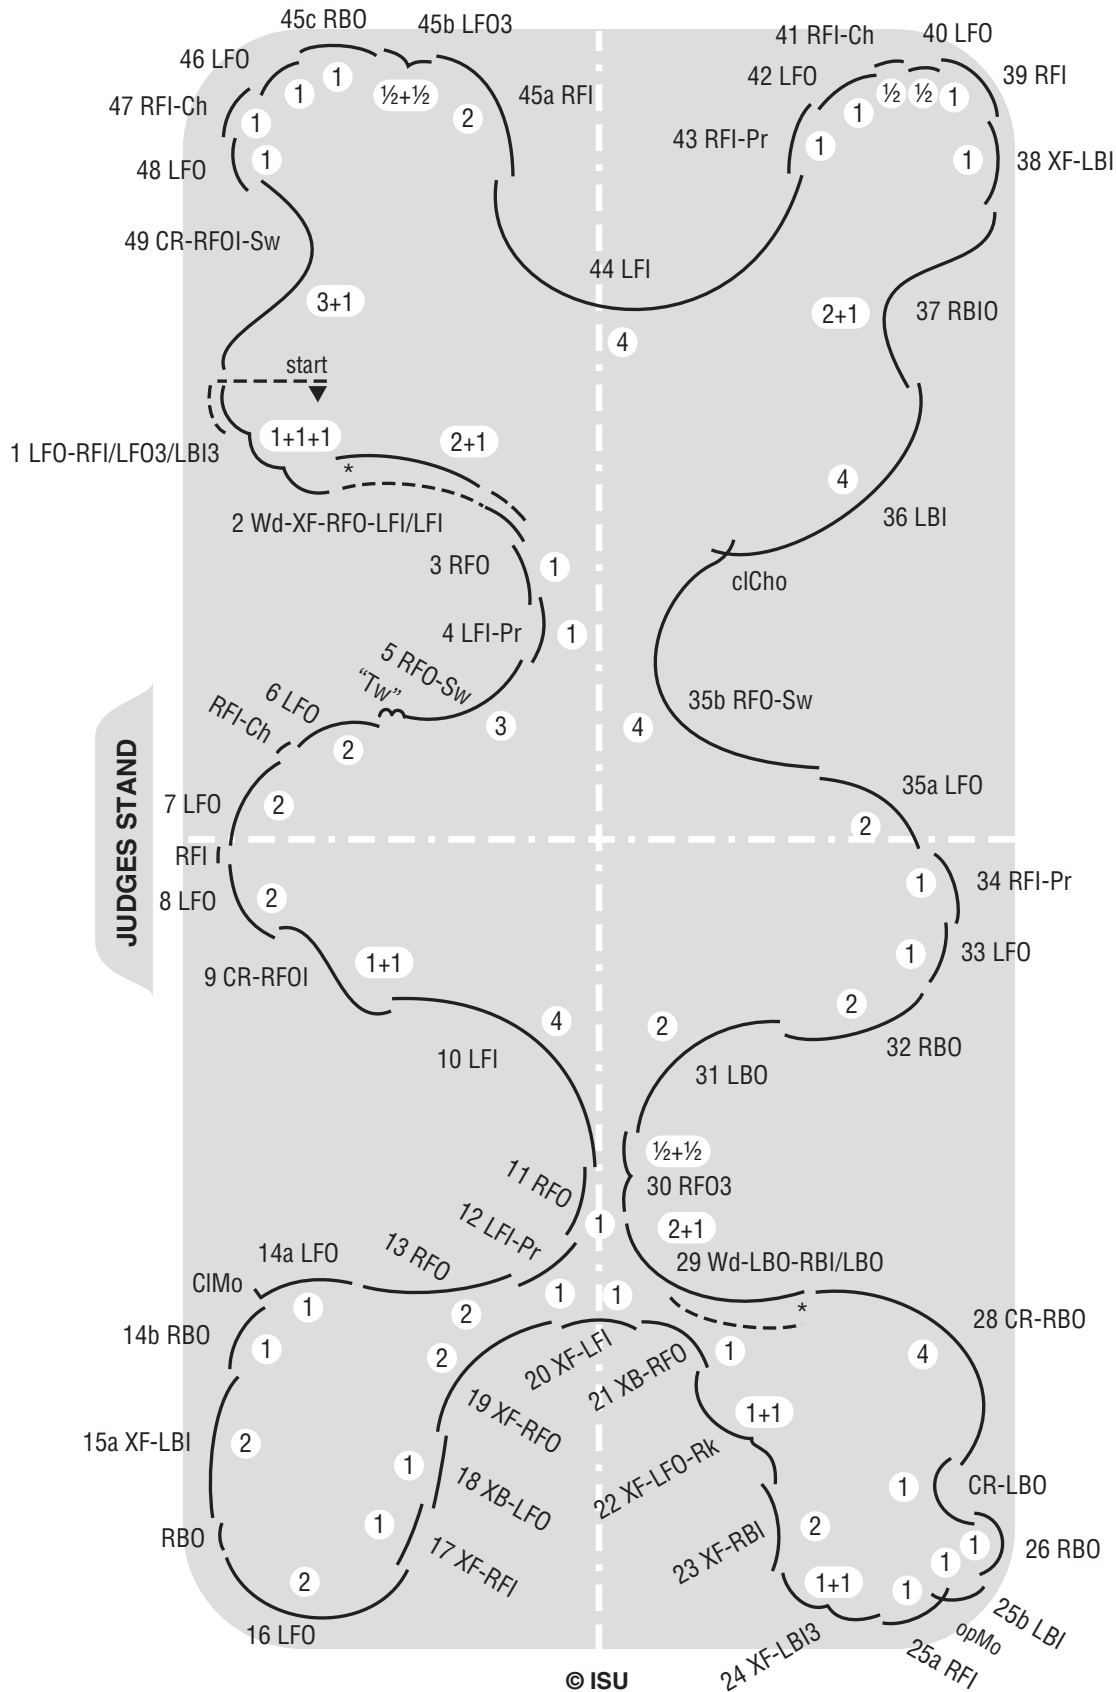 45c RBO
45b LFO3
46 LFO
47 RFI-Ch
48 LFO
1
1
1
1
½+½
2
45a RFI
41 RFI-Ch
40 LFO
42 LFO
39 RFI
43 RFI-Pr
38 XF-LBI
1
1
½
½
1
1
49 CR-RFOI-Sw
3+1
44 LFI
4
2+1
37 RBIO
start
1+1+1
1 LFO-RFI/LFO3/LBI3
2+1
*
2 Wd-XF-RFO-LFI/LFI
4
36 LBI
3 RFO
1
clCho
4 LFI-Pr
1
5 RFO-Sw
"Tw"
3
35b RFO-Sw
4
6 LFO
RFI-Ch
2
7 LFO
2
35a LFO
2
JUDGES STAND
RFI
8 LFO
2
34 RFI-Pr
1
33 LFO
1
9 CR-RFOI
1+1
10 LFI
4
2
2
32 RBO
31 LBO
½+½
30 RFO3
11 RFO
12 LFI-Pr
1
2+1
29 Wd-LBO-RBI/LBO
*
13 RFO
14a LFO
ClMo
1
2
1
1
14b RBO
1
2
28 CR-RBO
4
20 XF-LFI
21 XB-RFO
1
19 XF-RFO
1+1
15a XF-LBI
2
1
18 XB-LFO
22 XF-LFO-Rk
CR-LBO
1
RBO
1
17 XF-RFI
2
23 XF-RBI
26 RBO
1
1
2
16 LFO
1+1
1
24 XF-LBI3
25b LBI
opMo
25a RFI
© ISU